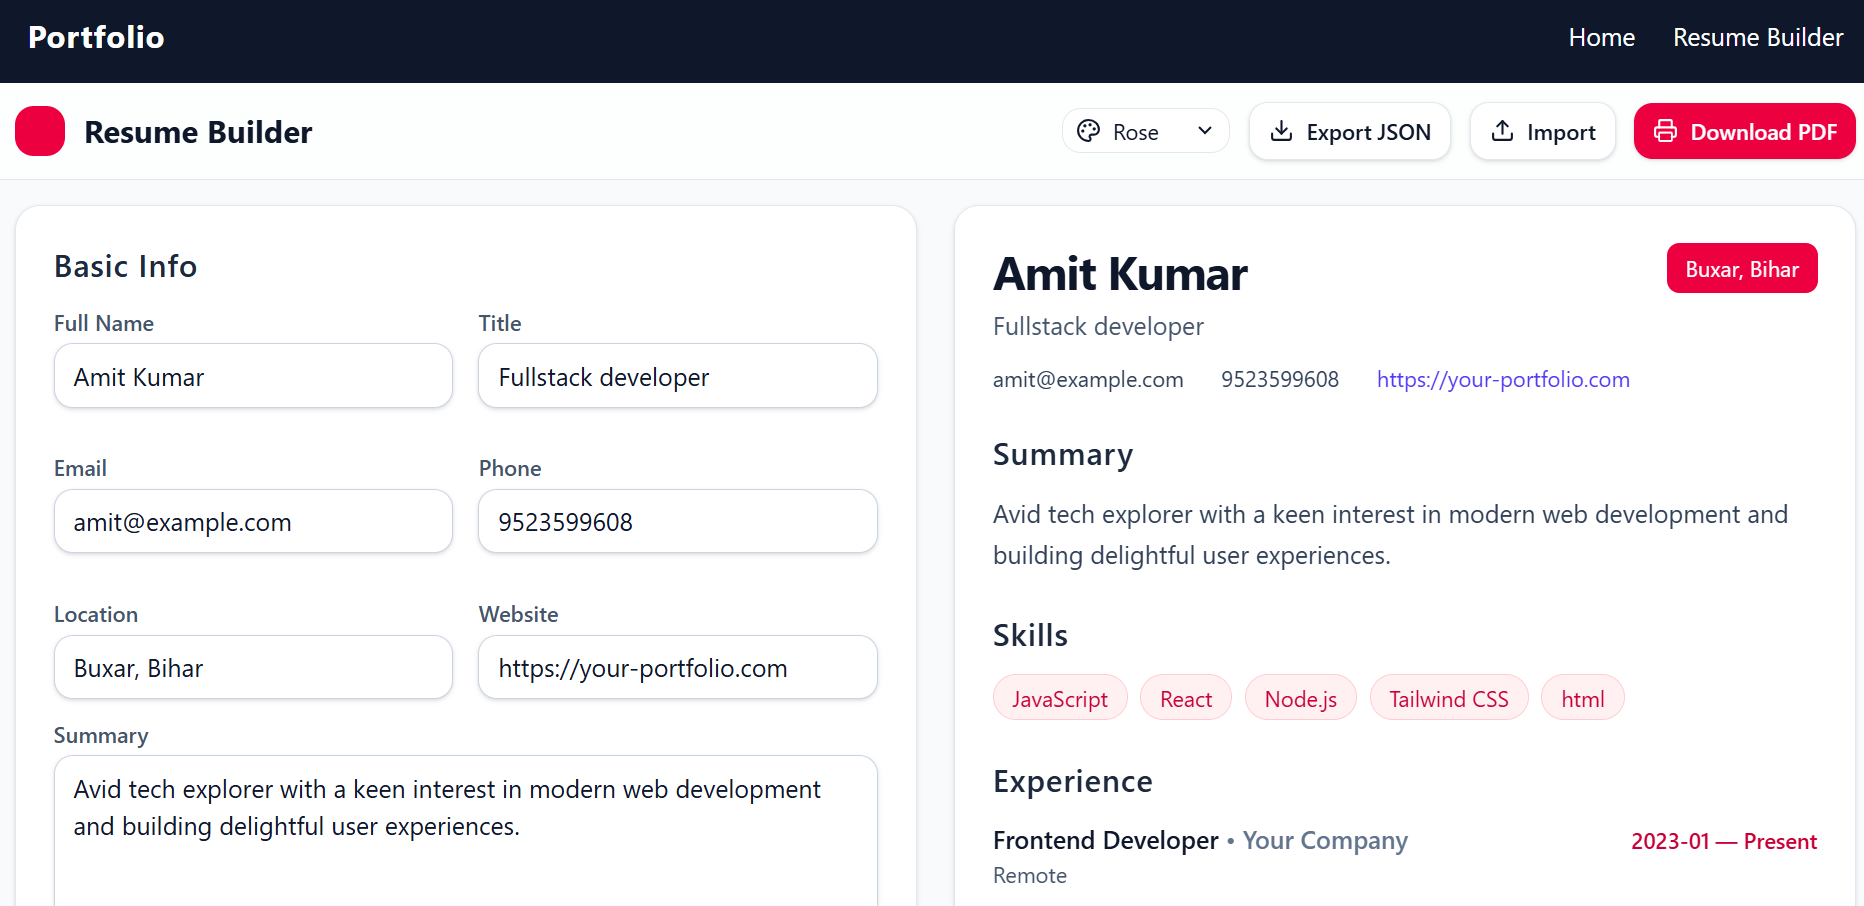 Portfolio
Home
Resume Builder
Resume Builder
Rose
Export JSON
Import
Download PDF
Basic Info
Full Name
Title
Amit Kumar
Fullstack developer
Email
Phone
amit@example.com
9523599608
Location
Website
Buxar, Bihar
https://your-portfolio.com
Summary
Avid tech explorer with a keen interest in modern web development
and building delightful user experiences.
Amit Kumar
Buxar, Bihar
Fullstack developer
amit@example.com
9523599608
https://your-portfolio.com
Summary
Avid tech explorer with a keen interest in modern web development and
building delightful user experiences.
Skills
JavaScript
React
Node.js
Tailwind CSS
html
Experience
Frontend Developer • Your Company
2023-01 — Present
Remote